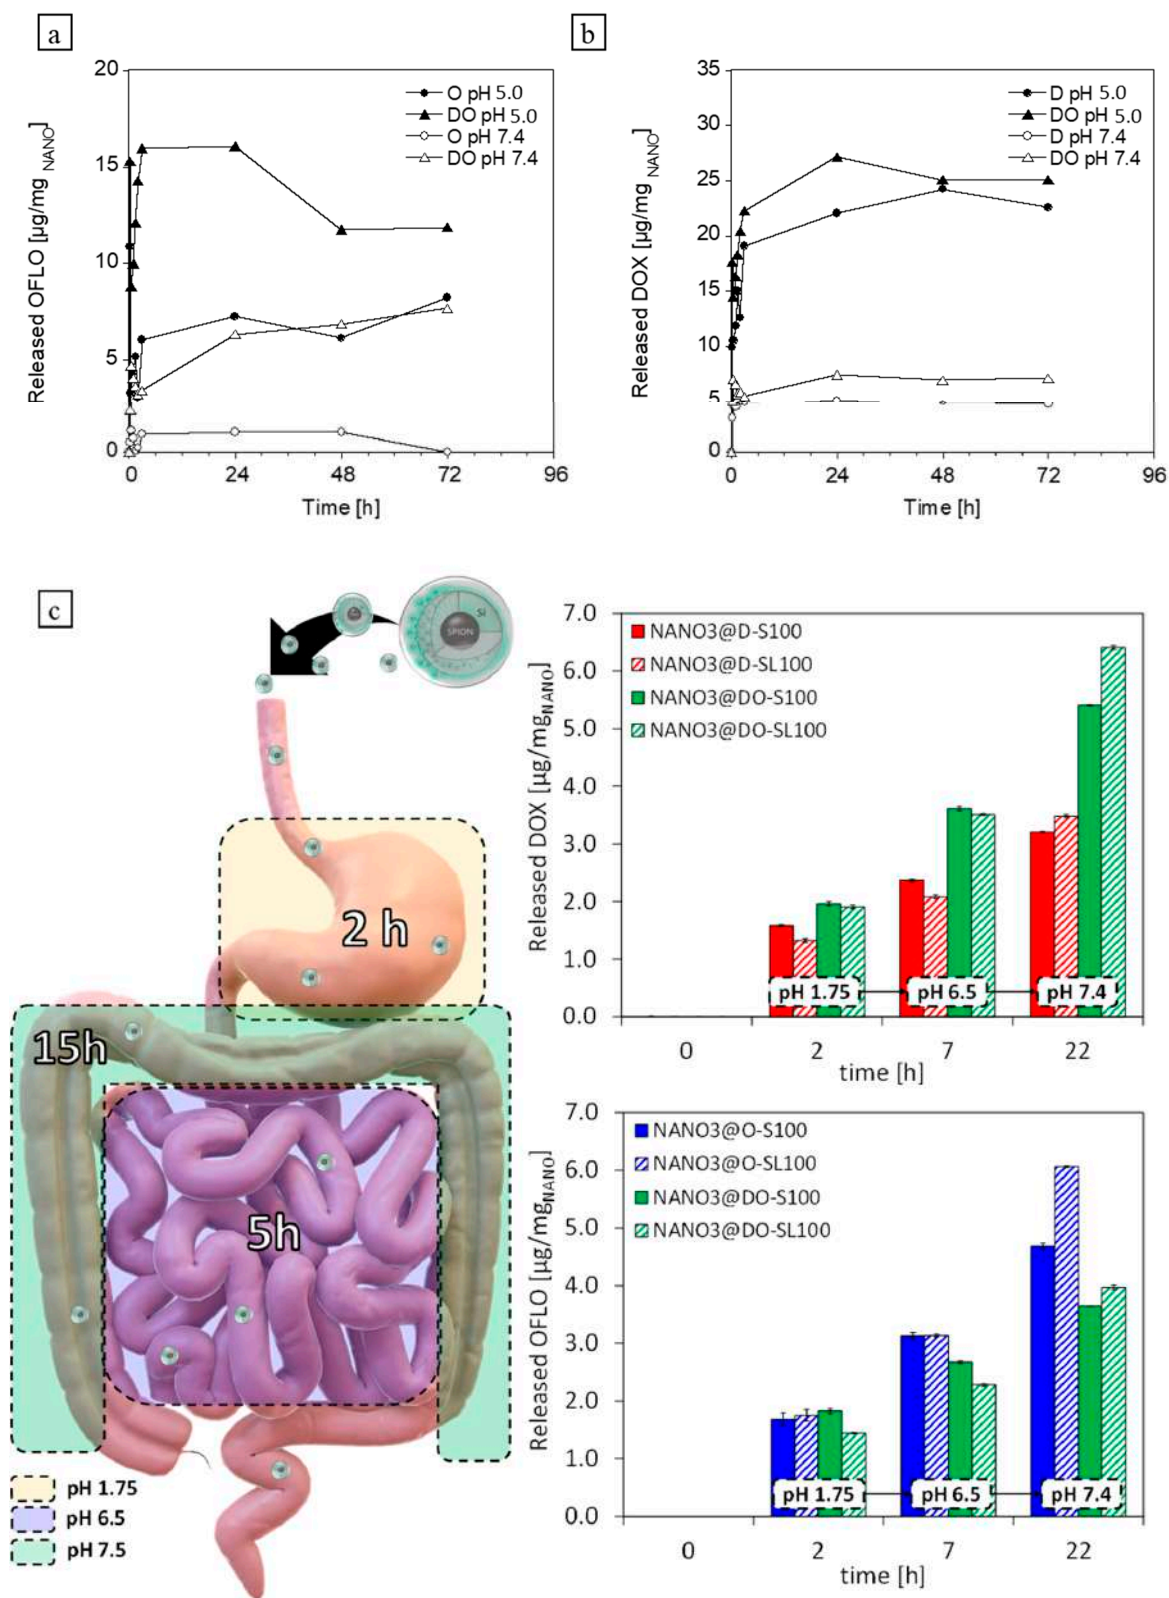 a
Released OFLO [µg/mg NANO]
20
15
10
5
0
O pH 5.0
DO pH 5.0
O pH 7.4
DO pH 7.4
0 24 48 72 96
Time [h]
b
Released DOX [µg/mg NANO]
35
30
25
20
15
10
5
0
D pH 5.0
DO pH 5.0
D pH 7.4
DO pH 7.4
0 24 48 72 96
Time [h]
c
Si
SPION
2 h
15h
5h
pH 1.75
pH 6.5
pH 7.5
Released DOX [µg/mgNANO]
7.0
6.0
5.0
4.0
3.0
2.0
1.0
0.0
NANO3@D-S100
NANO3@D-SL100
NANO3@DO-S100
NANO3@DO-SL100
pH 1.75 pH 6.5 pH 7.4
0 2 7 22
time [h]
Released OFLO [µg/mgNANO]
7.0
6.0
5.0
4.0
3.0
2.0
1.0
0.0
NANO3@O-S100
NANO3@O-SL100
NANO3@DO-S100
NANO3@DO-SL100
pH 1.75 pH 6.5 pH 7.4
0 2 7 22
time [h]